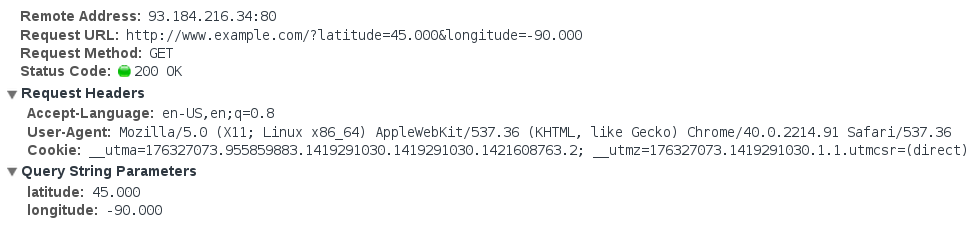 Remote Address: 93.184.216.34:80
Request URL: http://www.example.com/?latitude=45.000&longitude=-90.000
Request Method: GET
Status Code: 200 OK
Request Headers
Accept-Language: en-US,en;q=0.8
User-Agent: Mozilla/5.0 (X11; Linux x86_64) AppleWebKit/537.36 (KHTML, like Gecko) Chrome/40.0.2214.91 Safari/537.36
Cookie: __utma=176327073.955859883.1419291030.1419291030.1421608763.2; __utmz=176327073.1419291030.1.1.utmcsr=(direct)
Query String Parameters
latitude: 45.000
longitude: -90.000